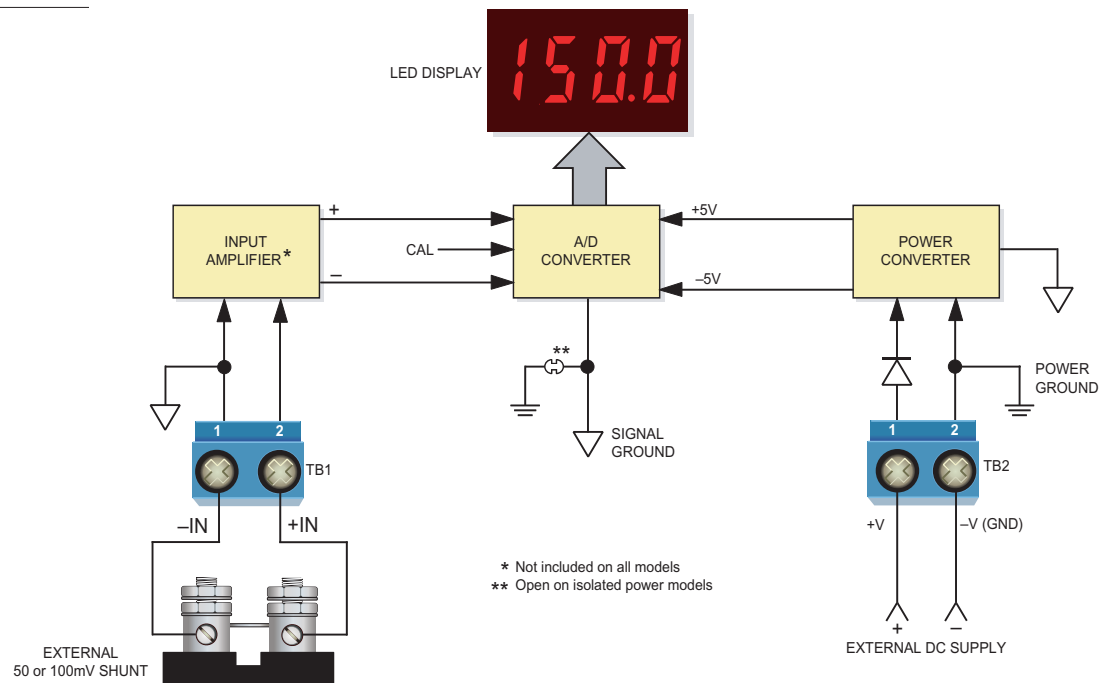 LED DISPLAY
150.0
INPUT
AMPLIFIER*
+
–
CAL
A/D
CONVERTER
+5V
–5V
POWER
CONVERTER
**
SIGNAL
GROUND
POWER
GROUND
1 2
TB1
–IN +IN
1 2
TB2
+V –V (GND)
* Not included on all models
** Open on isolated power models
+ –
EXTERNAL DC SUPPLY
EXTERNAL
50 or 100mV SHUNT